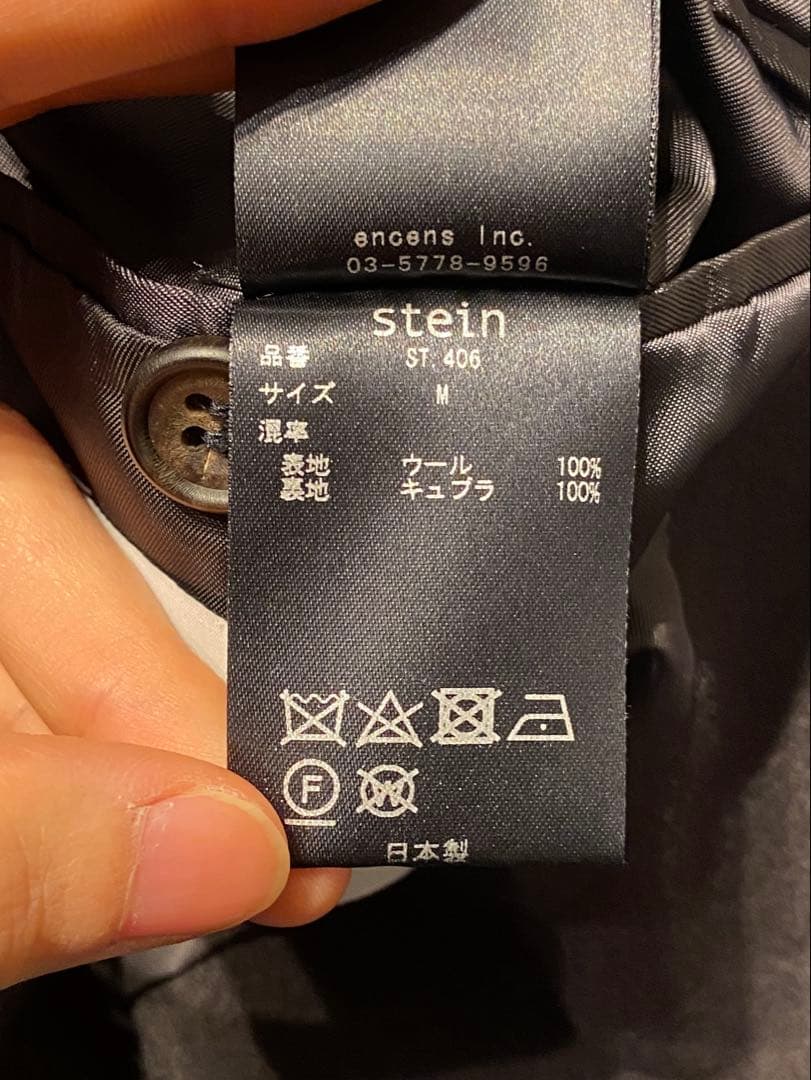 encens Inc.
03-5778-9596
stein
品番 ST.406
サイズ M
混率
表地 ウール 100%
裏地 キュプラ 100%
F W
日本製